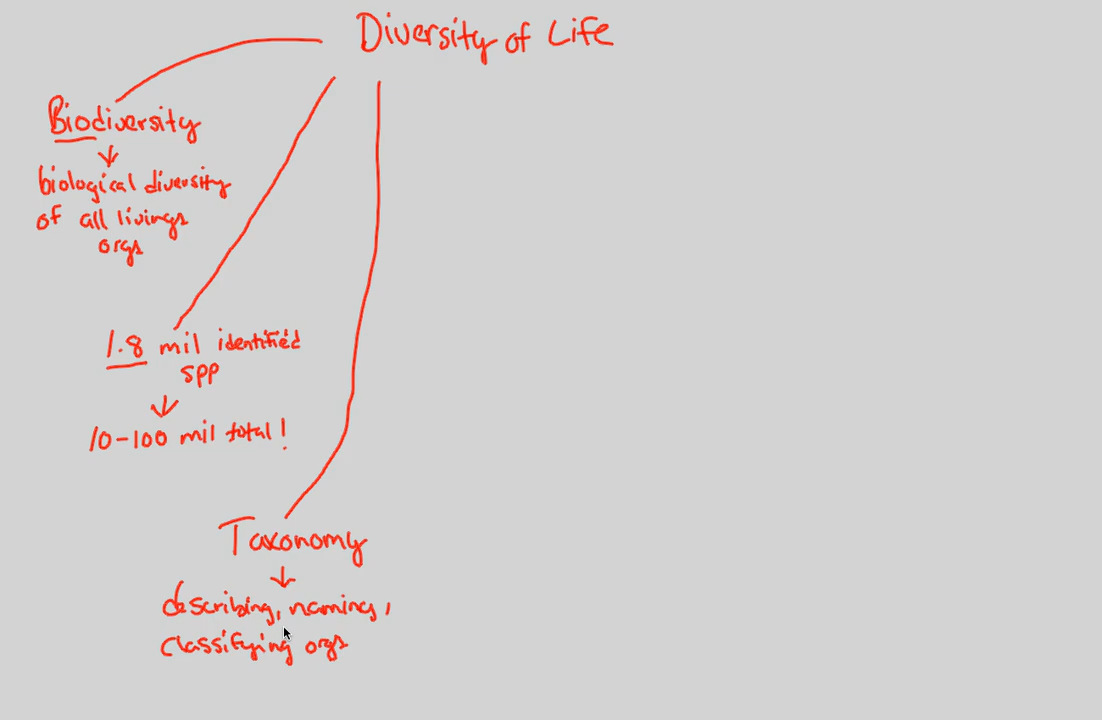 Diversity of Life
Biodiversity
biological diversity
of all livings
orgs
1.8 mil identified
spp
10-100 mil total!
Taxonomy
describing, naming,
classifying orgs